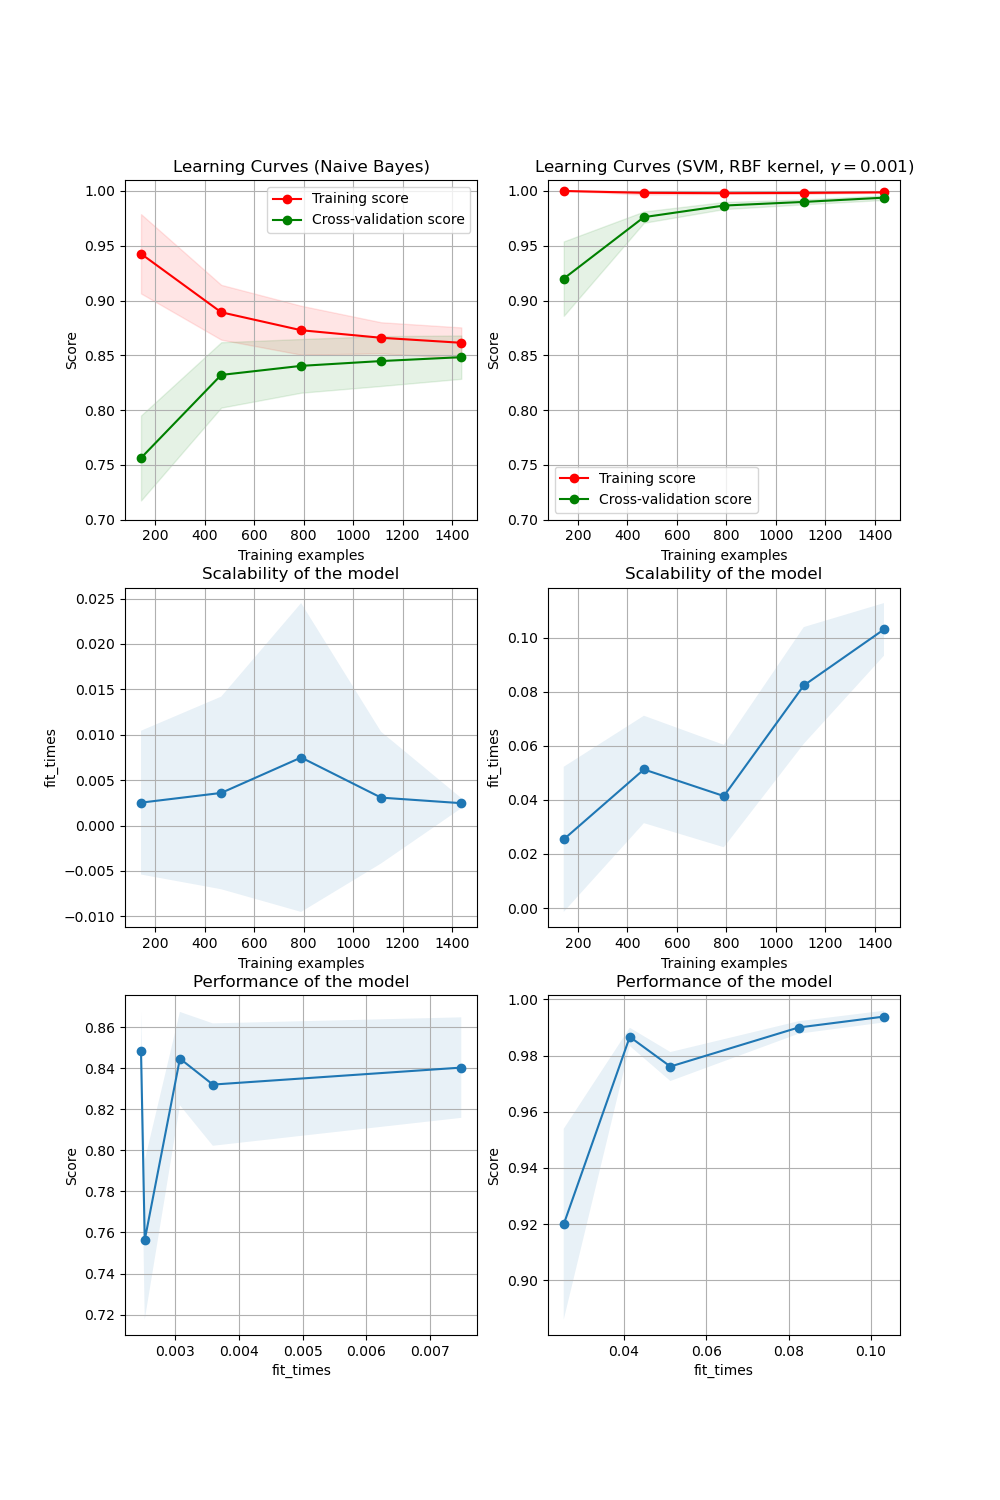 Learning Curves (Naive Bayes)
1.00
0.95
0.90
0.85
0.80
0.75
0.70
Score
Training score
Cross-validation score
200 400 600 800 1000 1200 1400
Training examples
Learning Curves (SVM, RBF kernel, γ = 0.001)
1.00
0.95
0.90
0.85
0.80
0.75
0.70
Score
Training score
Cross-validation score
200 400 600 800 1000 1200 1400
Training examples
Scalability of the model
0.025
0.020
0.015
0.010
0.005
0.000
−0.005
−0.010
fit_times
200 400 600 800 1000 1200 1400
Training examples
Scalability of the model
0.10
0.08
0.06
0.04
0.02
0.00
fit_times
200 400 600 800 1000 1200 1400
Training examples
Performance of the model
0.86
0.84
0.82
0.80
0.78
0.76
0.74
0.72
Score
0.003 0.004 0.005 0.006 0.007
fit_times
Performance of the model
1.00
0.98
0.96
0.94
0.92
0.90
Score
0.04 0.06 0.08 0.10
fit_times